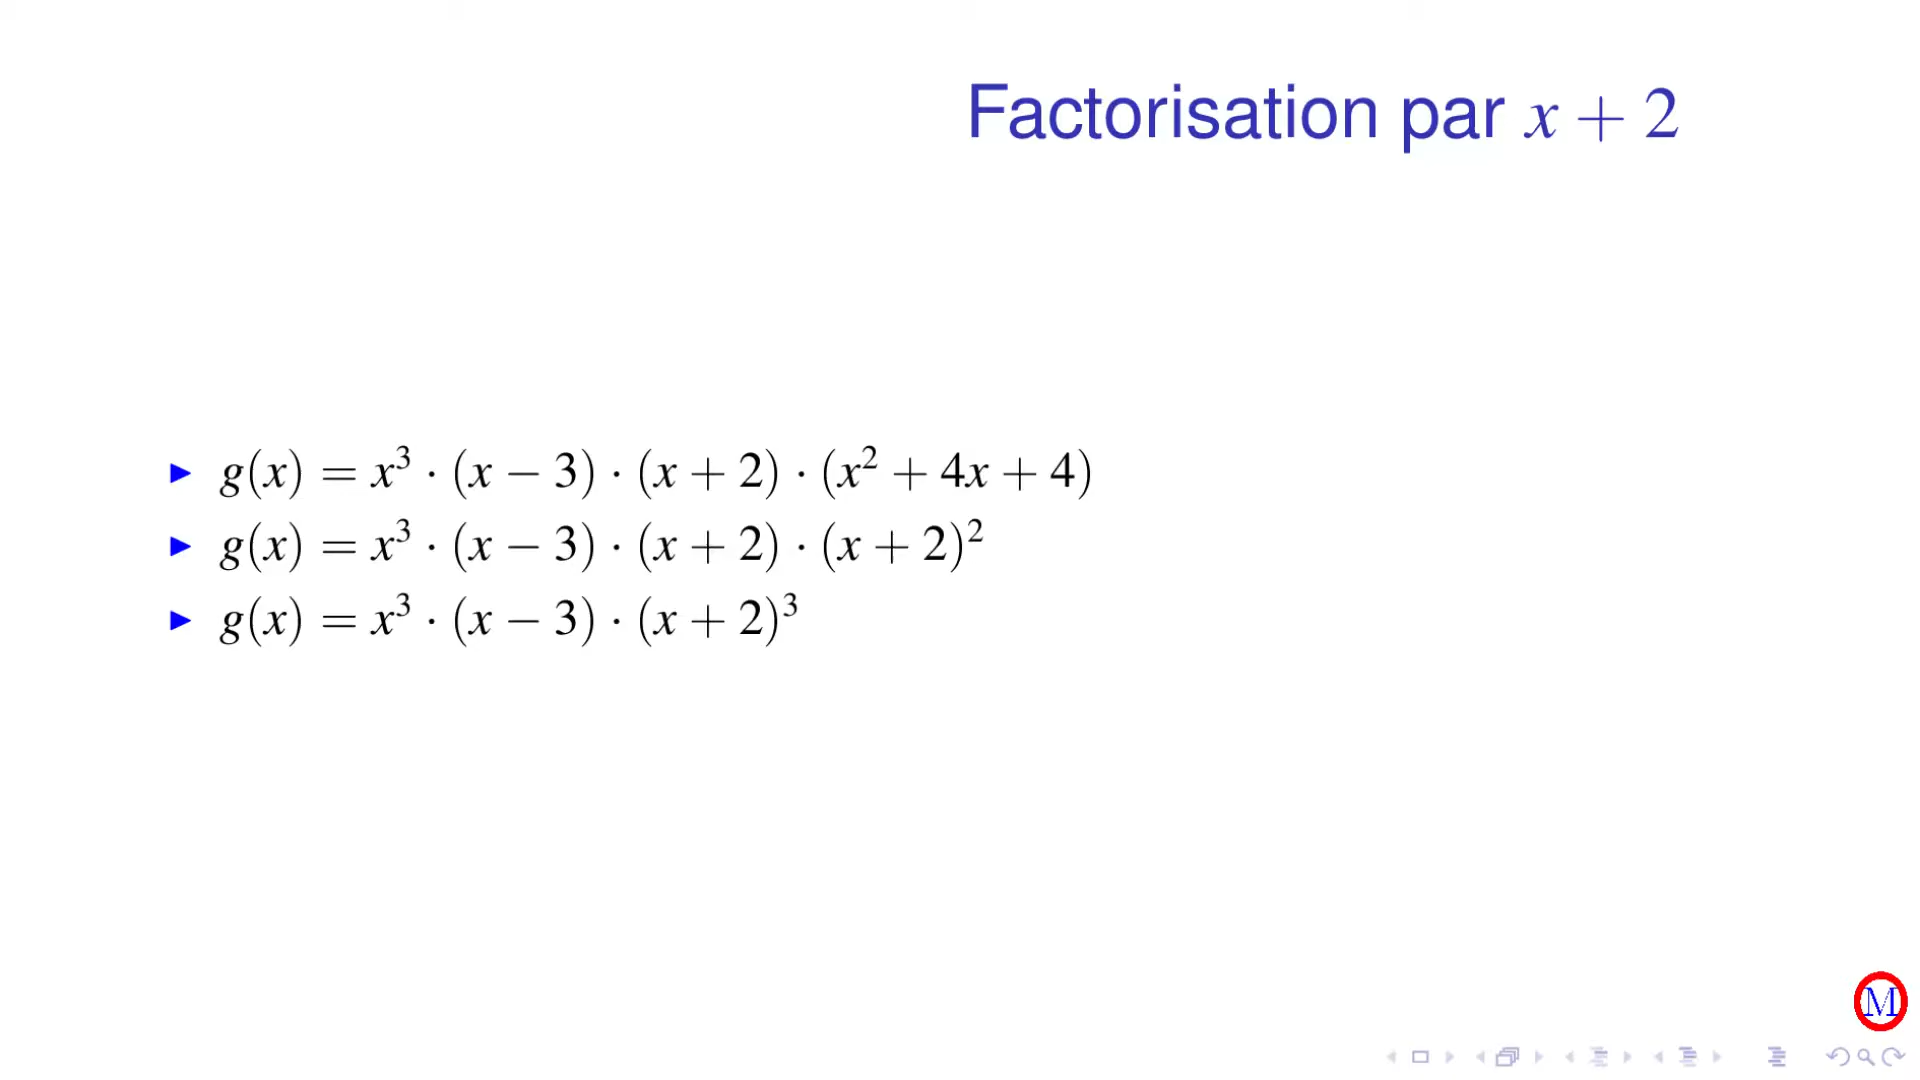 Factorisation par x + 2
▶ g(x) = x³ · (x − 3) · (x + 2) · (x² + 4x + 4)
▶ g(x) = x³ · (x − 3) · (x + 2) · (x + 2)²
▶ g(x) = x³ · (x − 3) · (x + 2)³
M